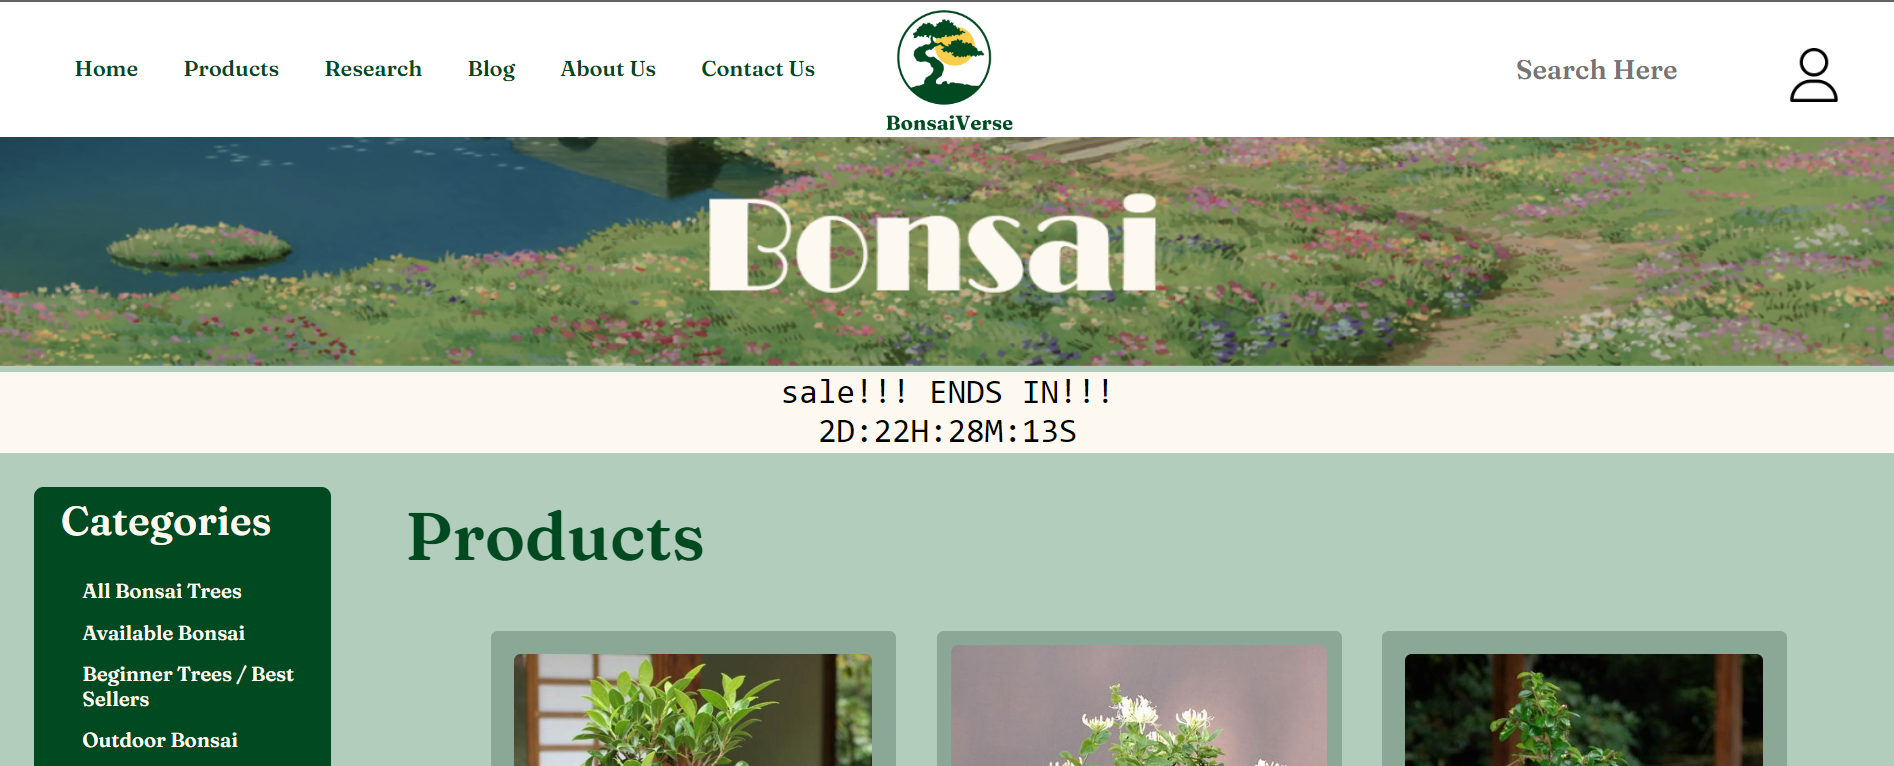 Home Products Research Blog About Us Contact Us
BonsaiVerse
Search Here
Bonsai
sale!!! ENDS IN!!!
2D:22H:28M:13S
Categories
All Bonsai Trees
Available Bonsai
Beginner Trees / Best
Sellers
Outdoor Bonsai
Products